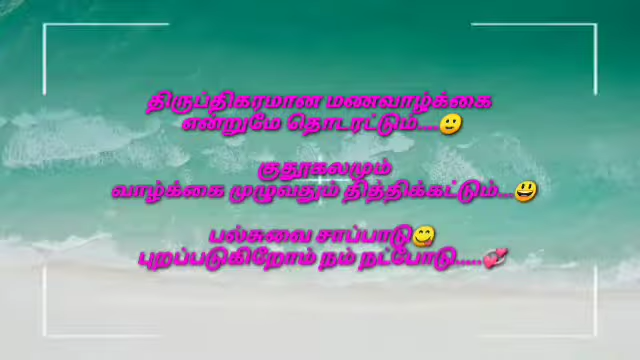 திருப்திகரமான மணவாழ்க்கை
என்றுமே தொடரட்டும்....🙂
குதூகலமும்
வாழ்க்கை முழுவதும் தித்திக்கட்டும்...😃
பல்சுவை சாப்பாடு😋
புறப்படுகிறோம் நம் நட்போடு.....💞